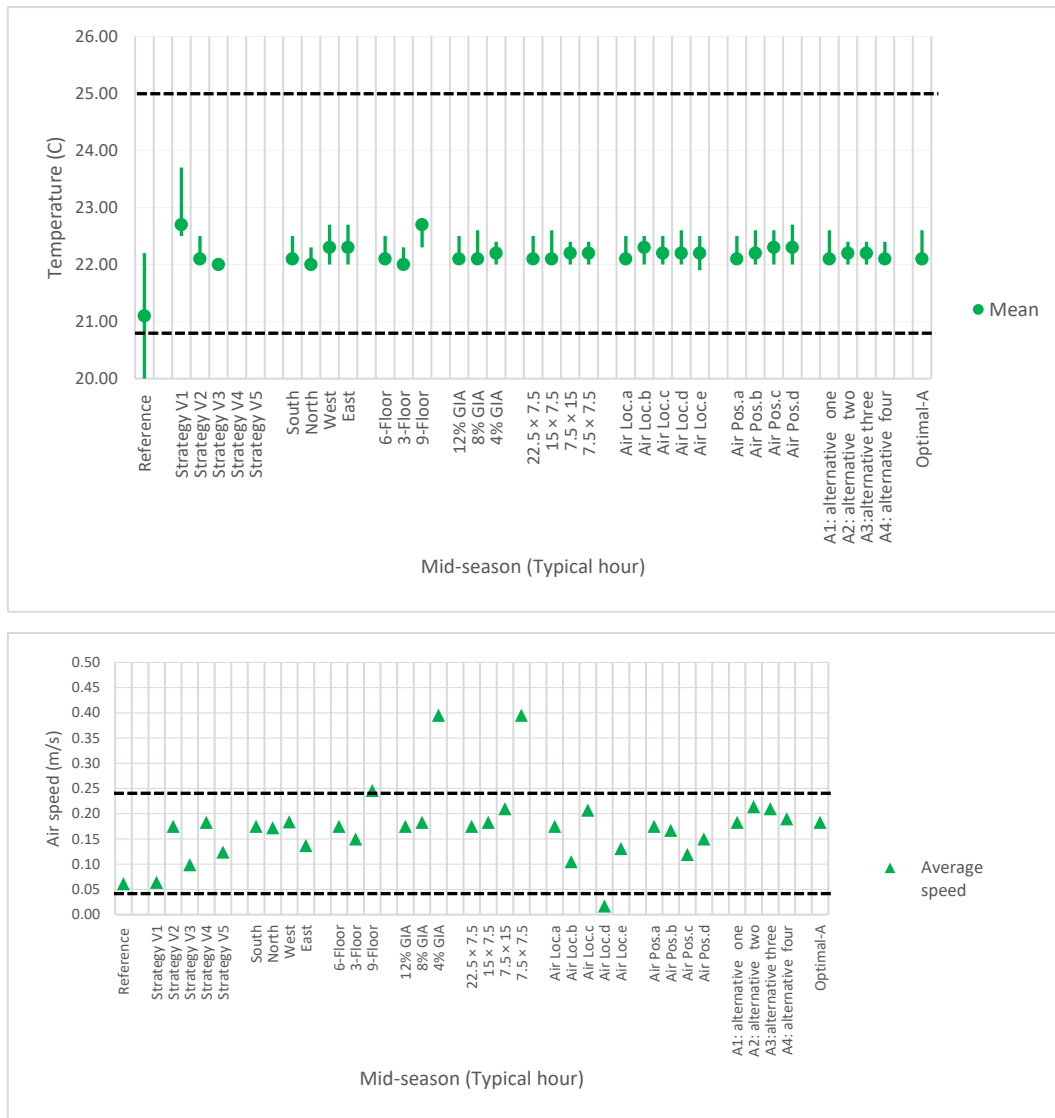 26.00
25.00
24.00
23.00
22.00
21.00
20.00
Temperature (C)
Reference
Strategy V1
Strategy V2
Strategy V3
Strategy V4
Strategy V5
South
North
West
East
6-Floor
3-Floor
9-Floor
12% GIA
8% GIA
4% GIA
22.5 × 7.5
15 × 7.5
7.5 × 15
7.5 × 7.5
Air Loc.a
Air Loc.b
Air Loc.c
Air Loc.d
Air Loc.e
Air Pos.a
Air Pos.b
Air Pos.c
Air Pos.d
A1: alternative one
A2: alternative two
A3:alternative three
A4: alternative four
Optimal-A
Mid-season (Typical hour)
Mean
0.50
0.45
0.40
0.35
0.30
0.25
0.20
0.15
0.10
0.05
0.00
Air speed (m/s)
Reference
Strategy V1
Strategy V2
Strategy V3
Strategy V4
Strategy V5
South
North
West
East
6-Floor
3-Floor
9-Floor
12% GIA
8% GIA
4% GIA
22.5 × 7.5
15 × 7.5
7.5 × 15
7.5 × 7.5
Air Loc.a
Air Loc.b
Air Loc.c
Air Loc.d
Air Loc.e
Air Pos.a
Air Pos.b
Air Pos.c
Air Pos.d
A1: alternative one
A2: alternative two
A3:alternative three
A4: alternative four
Optimal-A
Mid-season (Typical hour)
Average
speed